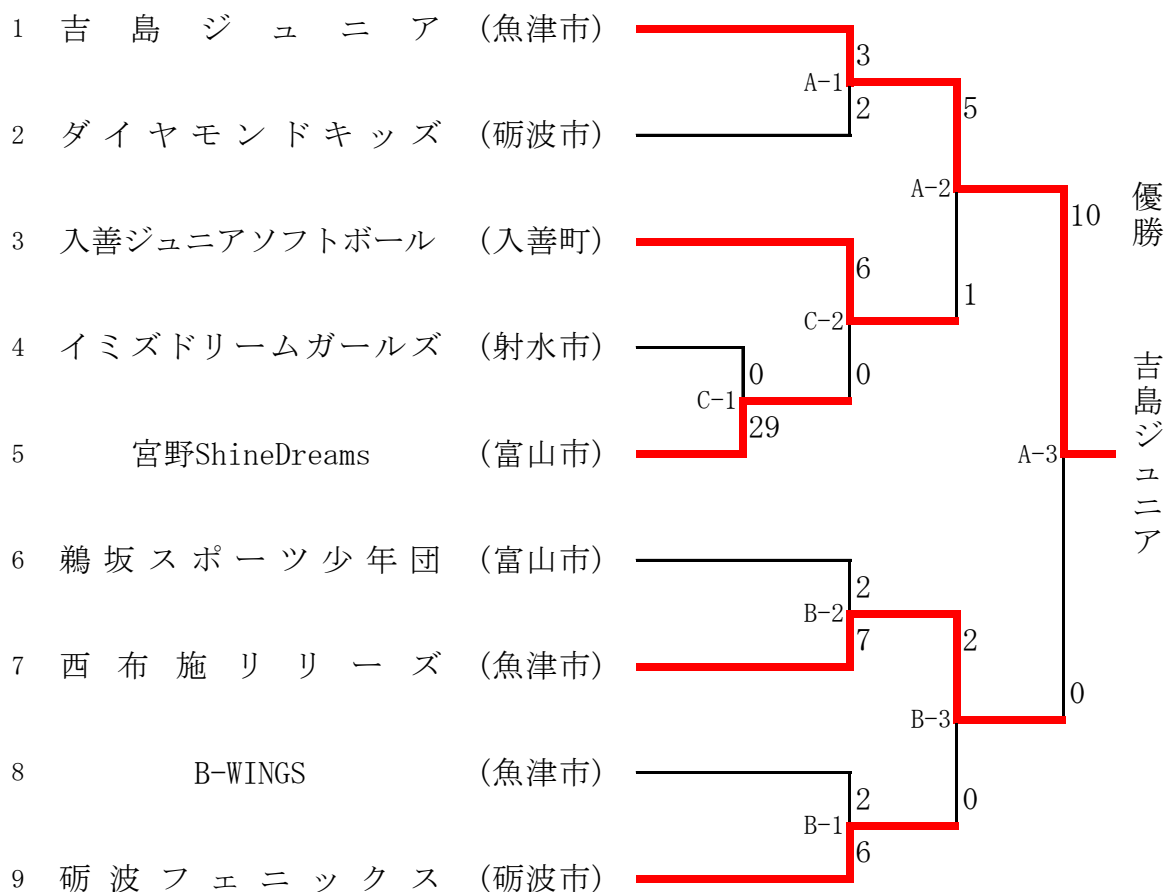 1 吉島ジュニア (魚津市)
3
A-1
2
5
2 ダイヤモンドキッズ (砺波市)
A-2
10
優勝
3 入善ジュニアソフトボール (入善町)
6
1
C-2
4 イミズドリームガールズ (射水市)
0
0
C-1
29
吉島ジュニア
5 宮野ShineDreams (富山市)
A-3
6 鵜坂スポーツ少年団 (富山市)
2
B-2
7
2
7 西布施リリーズ (魚津市)
0
B-3
8 B-WINGS (魚津市)
2
0
B-1
6
9 砺波フェニックス (砺波市)